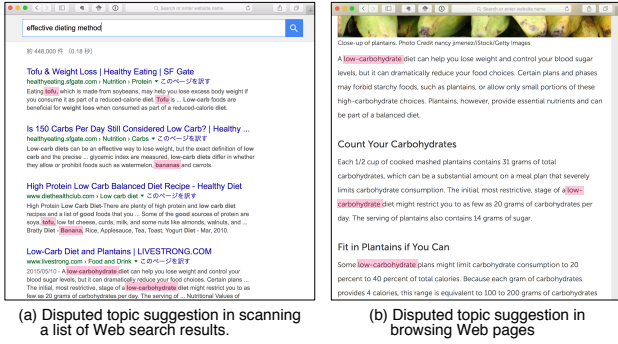 Search or enter website name
effective dieting method
約 448,000 件 (0.18 秒)
Tofu & Weight Loss | Healthy Eating | SF Gate
healthyeating.sfgate.com › Nutrition › Protein ▼ このページを訳す
Eating tofu, which is made from soybeans, may help you lose excess body weight if
you consume it as part of a reduced-calorie diet. Tofu is ... Low-carb foods are
beneficial for weight loss when consumed as part of a reduced-calorie diet.
Is 150 Carbs Per Day Still Considered Low Carb? | Healthy ...
healthyeating.sfgate.com › Nutrition › Carbs ▼ このページを訳す
Low-carb diets can be an effective way to lose weight, but the exact definition of low
carb and the precise ... glycemic index are measured, low-carb diets differ in whether
they allow or prohibit foods such as watermelon, bananas and carrots.
High Protein Low Carb Balanced Diet Recipe - Healthy Diet
www.diethealthclub.com › Low carb diet ▼ このページを訳す
High Protein Low Carb Diet-There are plenty of high protein and low carb diet
recipes and a list of good foods that you ... Some of the good sources of protein are
soya, tofu, low fat cheese, curds, milk, and some nuts like almonds, walnuts, and ...
Bratty Diet - Banana, Rice, Applesauce, Tea, Toast, Yogurt Diet - Mar, 2010.
Low-Carb Diet and Plantains | LIVESTRONG.COM
www.livestrong.com › Food and Drink ▼ このページを訳す
2015/05/10 - A low-carbohydrate diet can help you lose weight and control your
blood sugar levels, but it can dramatically reduce your food choices. Certain plans ...
The initial, most restrictive, stage of a low-carbohydrate diet might restrict you to as
few as 20 grams of carbohydrates per day. The serving of ... Nutritional Values of
(a) Disputed topic suggestion in scanning
a list of Web search results.
Search or enter website name
Close-up of plantains. Photo Credit nancy jimenez/iStock/Getty Images
A low-carbohydrate diet can help you lose weight and control your blood sugar
levels, but it can dramatically reduce your food choices. Certain plans and phases
may forbid starchy foods, such as plantains, or allow only small portions of these
high-carbohydrate choices. Plantains, however, provide essential nutrients and can
be part of a balanced diet.
Count Your Carbohydrates
Each 1/2 cup of cooked mashed plantains contains 31 grams of total
carbohydrates, which can be a substantial amount on a meal plan that severely
limits carbohydrate consumption. The initial, most restrictive, stage of a low-
carbohydrate diet might restrict you to as few as 20 grams of carbohydrates per
day. The serving of plantains also contains 14 grams of sugar.
Fit in Plantains if You Can
Some low-carbohydrate plans might limit carbohydrate consumption to 20
percent to 40 percent of total calories. Because each gram of carbohydrates
provides 4 calories, this range is equivalent to 100 to 200 grams of carbohydrates
(b) Disputed topic suggestion in
browsing Web pages